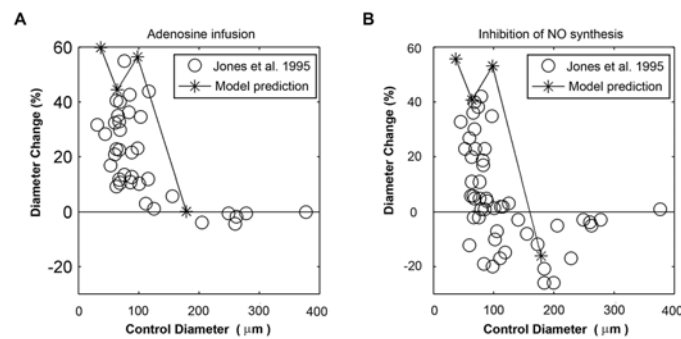 A
Adenosine infusion
60
40
20
0
-20
Diameter Change (%)
Jones et al. 1995
Model prediction
0 100 200 300 400
Control Diameter ( μm)
B
Inhibition of NO synthesis
60
40
20
0
-20
Diameter Change (%)
Jones et al. 1995
Model prediction
0 100 200 300 400
Control Diameter ( μm)